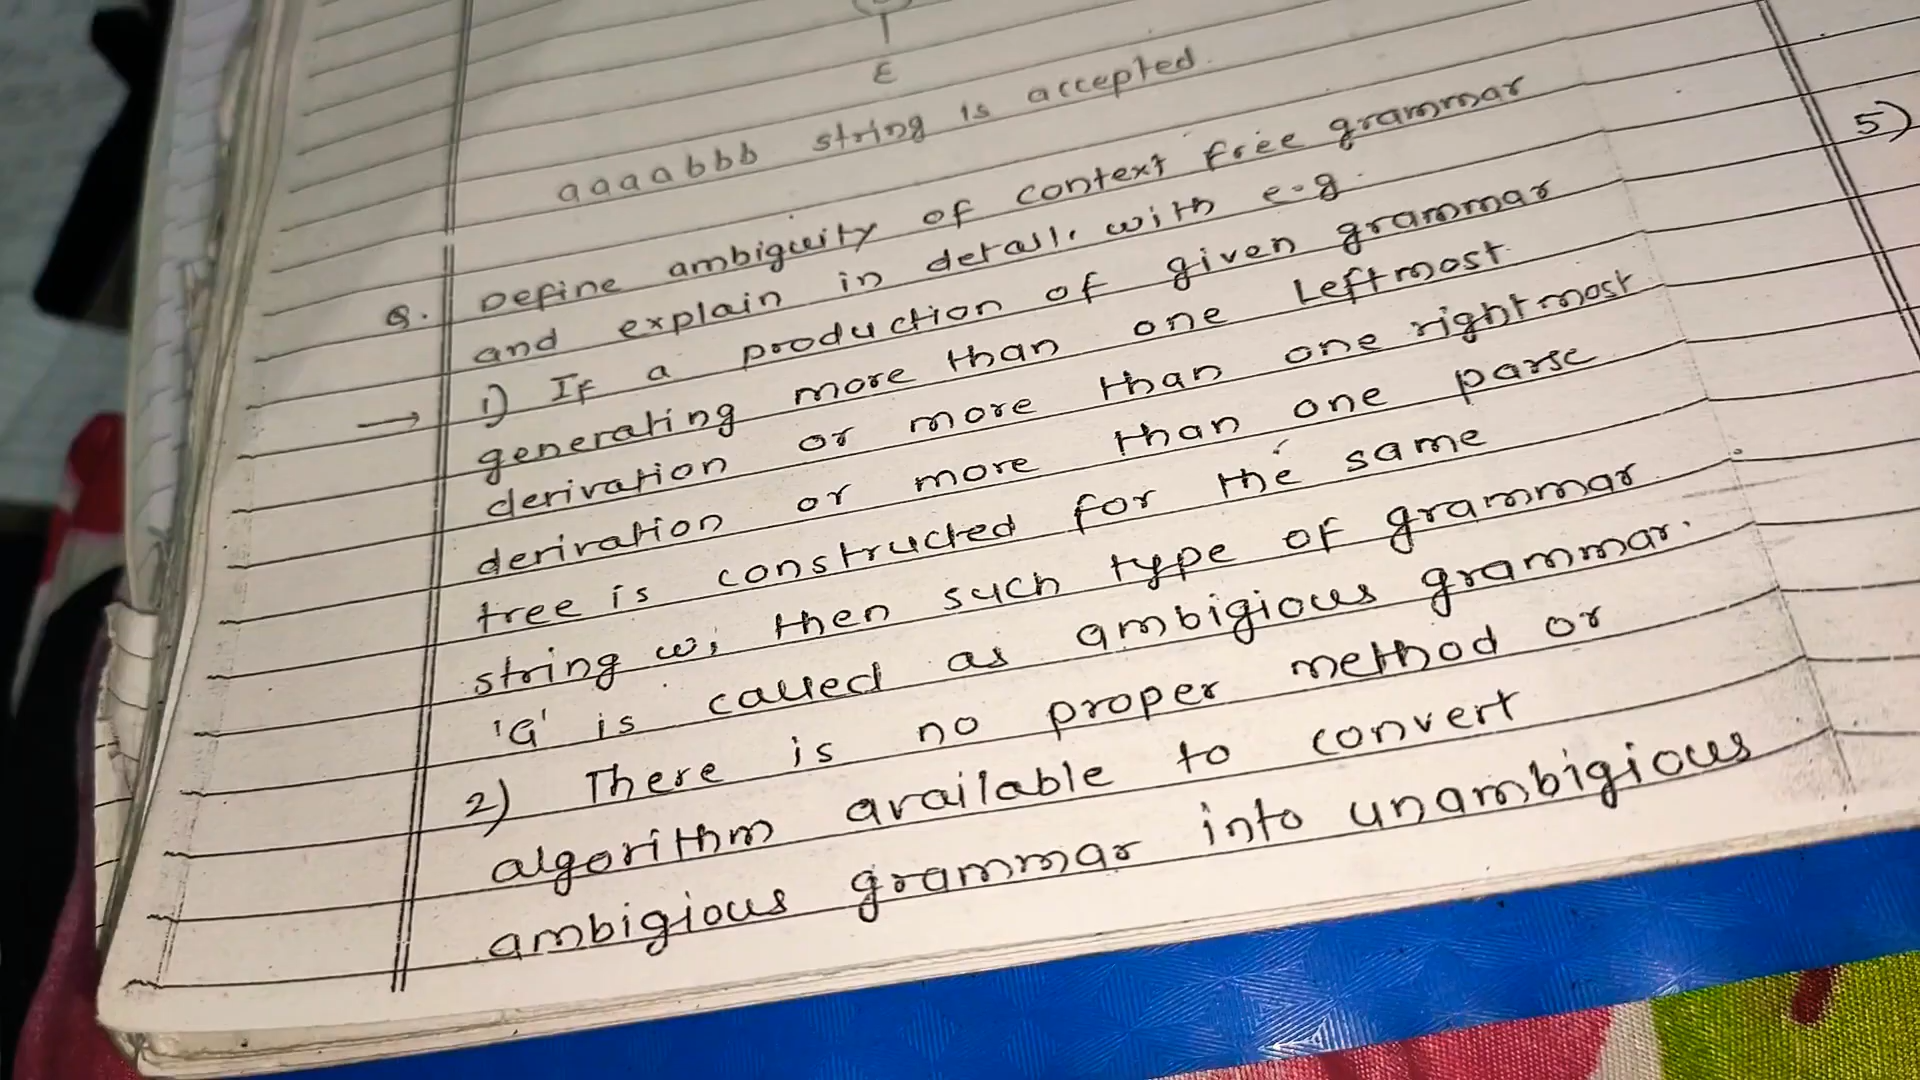 ε
aaaabbb string is accepted.
Q. Define ambiguity of context free grammar
and explain in detail. with e.g.
→ 1) If a production of given grammar
generating more than one leftmost
derivation or more than one rightmost
derivation or more than one parse
tree is constructed for the same
string w, then such type of grammar
'G' is called as ambigious grammar.
2) There is no proper method or
algorithm available to convert
ambigious grammar into unambigious
5)